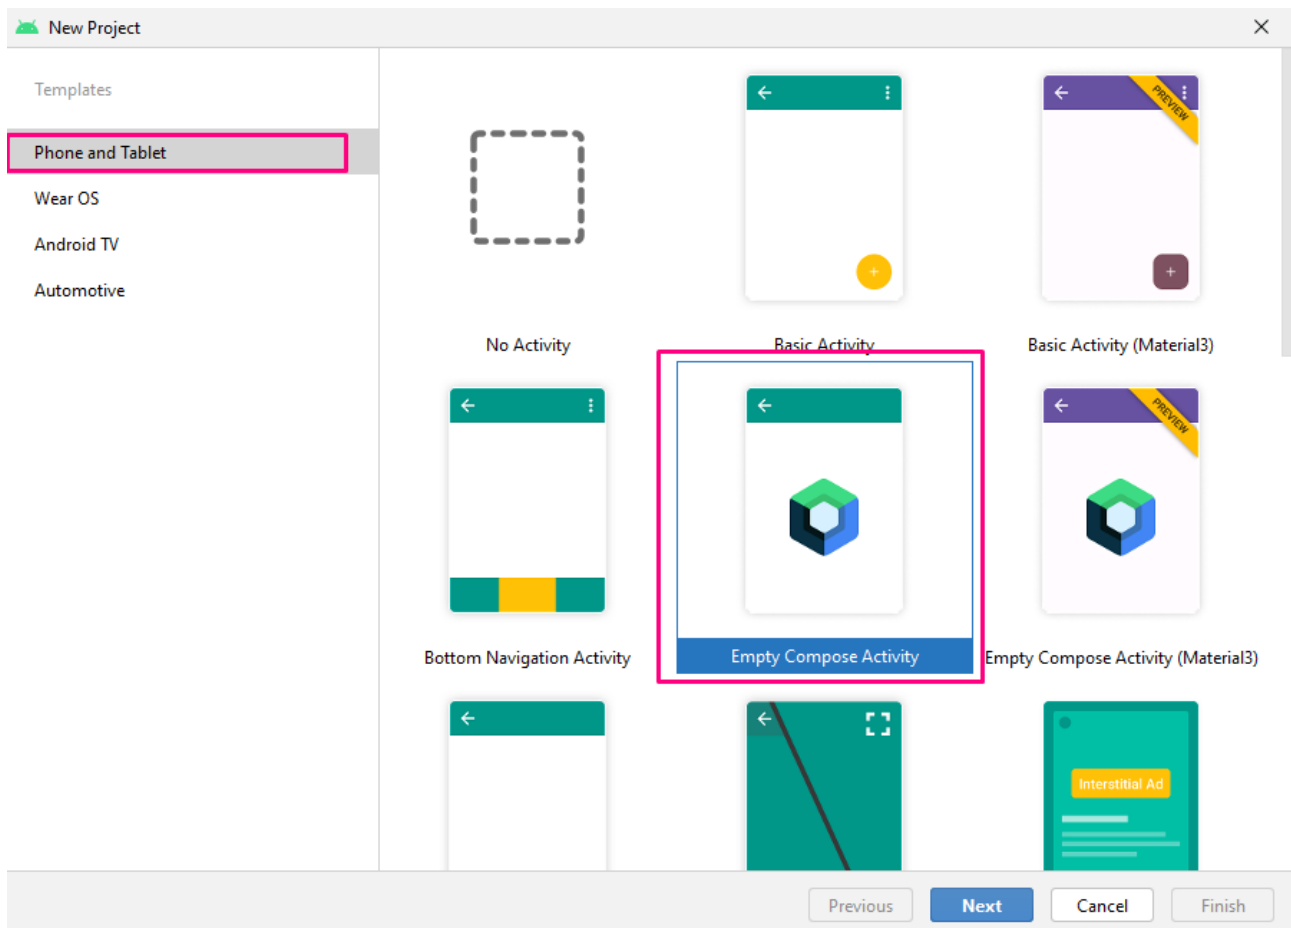 New Project
Templates
Phone and Tablet
Wear OS
Android TV
Automotive
PREVIEW
No Activity
Basic Activity
Basic Activity (Material3)
PREVIEW
Bottom Navigation Activity
Empty Compose Activity
Empty Compose Activity (Material3)
Interstitial Ad
Previous
Next
Cancel
Finish